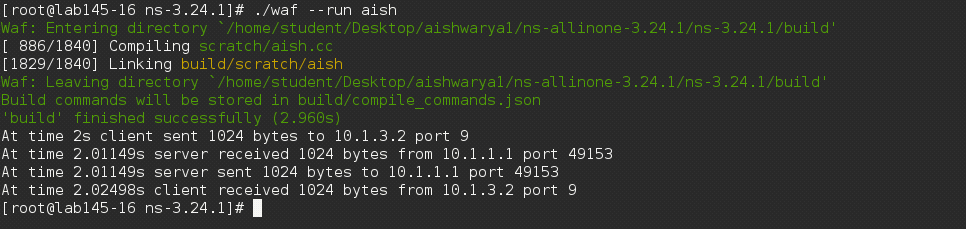 [root@lab145-16 ns-3.24.1]# ./waf --run aish
Waf: Entering directory `/home/student/Desktop/aishwarya1/ns-allinone-3.24.1/ns-3.24.1/build'
[ 886/1840] Compiling scratch/aish.cc
[1829/1840] Linking build/scratch/aish
Waf: Leaving directory `/home/student/Desktop/aishwarya1/ns-allinone-3.24.1/ns-3.24.1/build'
Build commands will be stored in build/compile_commands.json
'build' finished successfully (2.960s)
At time 2s client sent 1024 bytes to 10.1.3.2 port 9
At time 2.01149s server received 1024 bytes from 10.1.1.1 port 49153
At time 2.01149s server sent 1024 bytes to 10.1.1.1 port 49153
At time 2.02498s client received 1024 bytes from 10.1.3.2 port 9
[root@lab145-16 ns-3.24.1]#